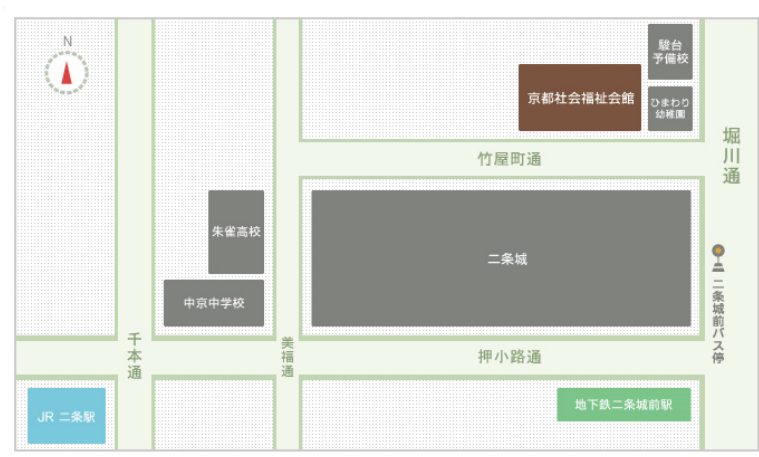 N
駿台
予備校
京都社会福祉会館
ひまわり
幼稚園
堀川通
竹屋町通
朱雀高校
二条城
中京中学校
二条城前バス停
千本通
美福通
押小路通
JR 二条駅
地下鉄二条城前駅